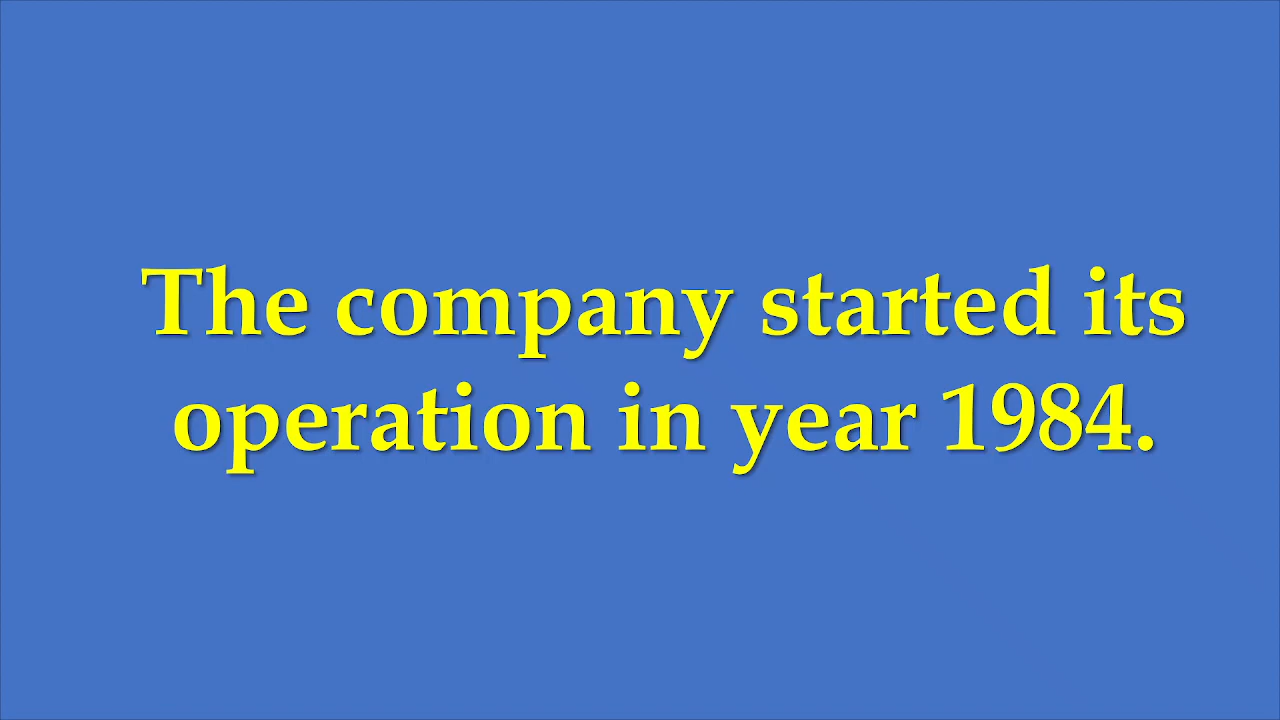 The company started its
operation in year 1984.